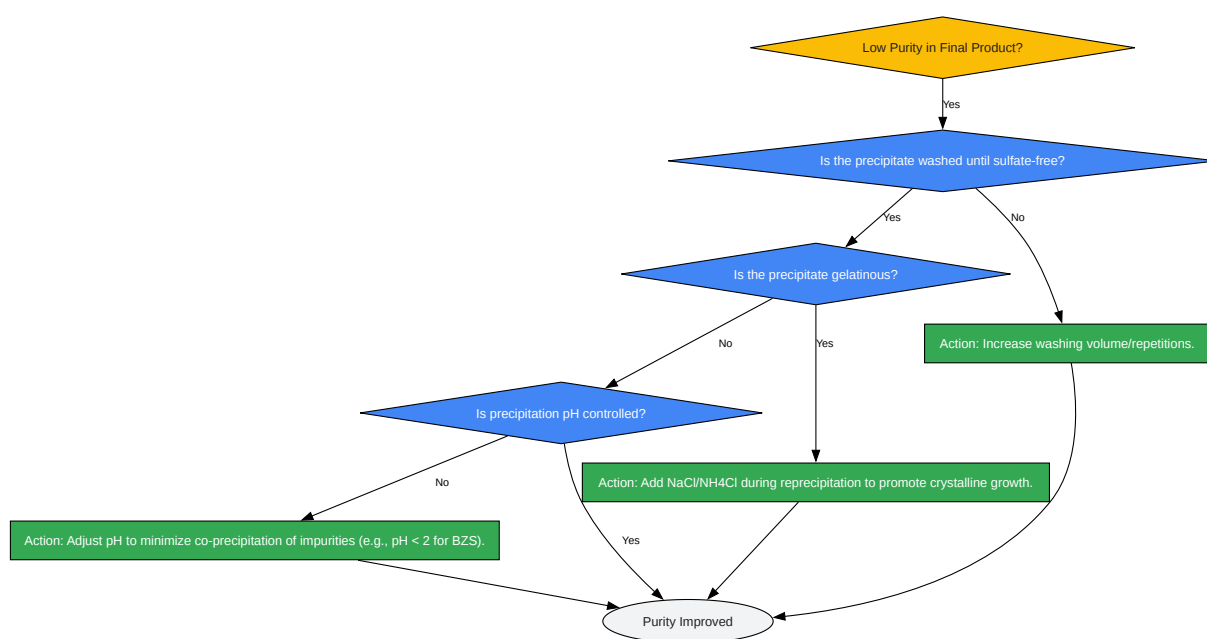 Low Purity in Final Product?
Yes
Is the precipitate washed until sulfate-free?
Yes
No
Is the precipitate gelatinous?
No
Yes
Action: Increase washing volume/repetitions.
Is precipitation pH controlled?
No
Action: Add NaCl/NH4Cl during reprecipitation to promote crystalline growth.
Action: Adjust pH to minimize co-precipitation of impurities (e.g., pH < 2 for BZS).
Yes
Purity Improved